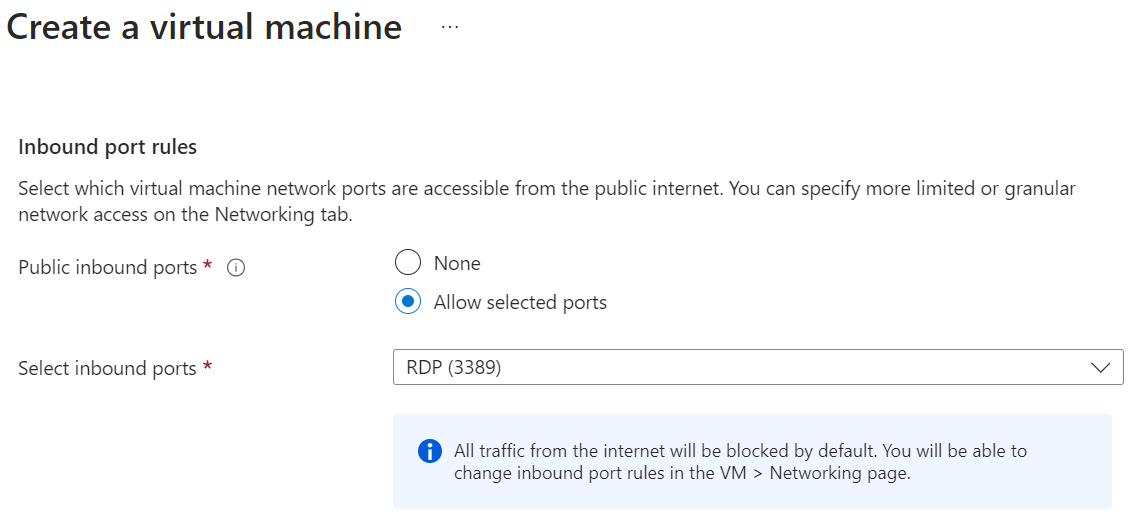 Create a virtual machine ...
Inbound port rules
Select which virtual machine network ports are accessible from the public internet. You can specify more limited or granular
network access on the Networking tab.
Public inbound ports *
None
Allow selected ports
Select inbound ports *
RDP (3389)
All traffic from the internet will be blocked by default. You will be able to
change inbound port rules in the VM > Networking page.